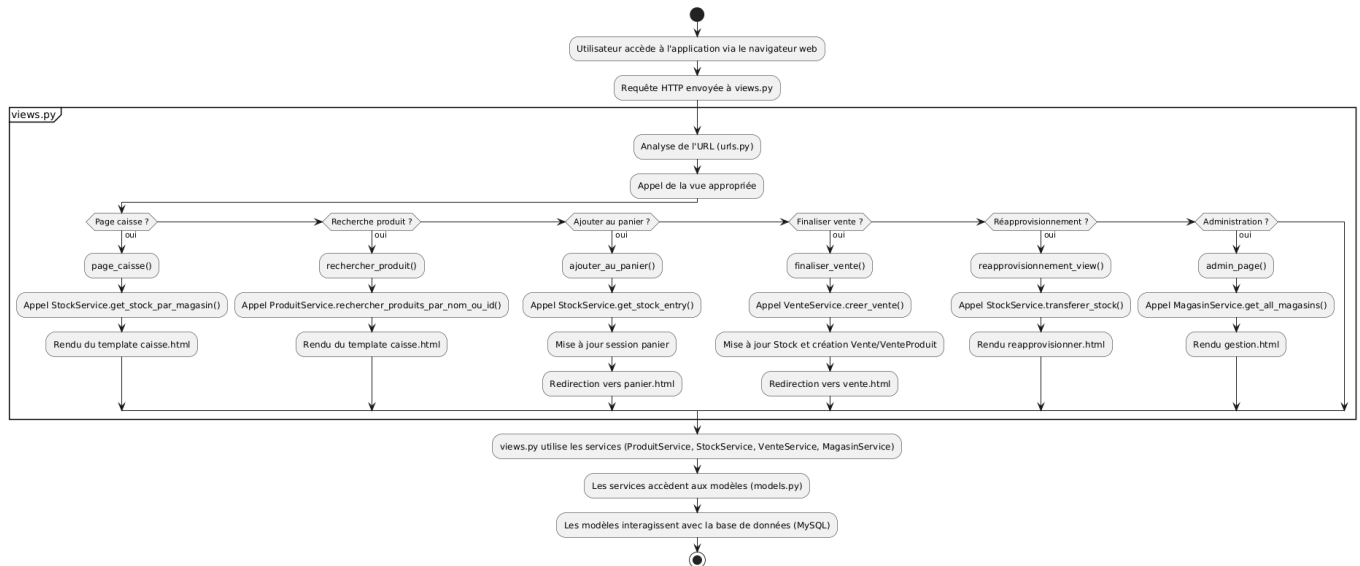 Utilisateur accède à l'application via le navigateur web
Requête HTTP envoyée à views.py
views.py
Analyse de l'URL (urls.py)
Appel de la vue appropriée
Page caisse ?
oui
page_caisse()
Appel StockService.get_stock_par_magasin()
Rendu du template caisse.html
Recherche produit ?
oui
rechercher_produit()
Appel ProduitService.rechercher_produits_par_nom_ou_id()
Rendu du template caisse.html
Ajouter au panier ?
oui
ajouter_au_panier()
Appel StockService.get_stock_entry()
Mise à jour session panier
Redirection vers panier.html
Finaliser vente ?
oui
finaliser_vente()
Appel VenteService.creer_vente()
Mise à jour Stock et création Vente/VenteProduit
Redirection vers vente.html
Réapprovisionnement ?
oui
reapprovisionnement_view()
Appel StockService.transferer_stock()
Rendu reapprovisionner.html
Administration ?
oui
admin_page()
Appel MagasinService.get_all_magasins()
Rendu gestion.html
views.py utilise les services (ProduitService, StockService, VenteService, MagasinService)
Les services accèdent aux modèles (models.py)
Les modèles interagissent avec la base de données (MySQL)